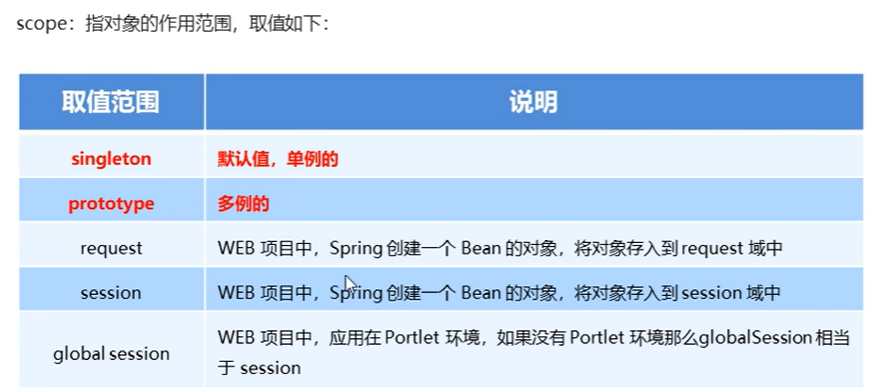 scope：指对象的作用范围，取值如下：
取值范围 说明
singleton 默认值，单例的
prototype 多例的
request WEB 项目中，Spring 创建一个 Bean 的对象，将对象存入到 request 域中
session WEB 项目中，Spring 创建一个 Bean 的对象，将对象存入到 session 域中
global session WEB 项目中，应用在 Portlet 环境，如果没有 Portlet 环境那么globalSession 相当
于 session